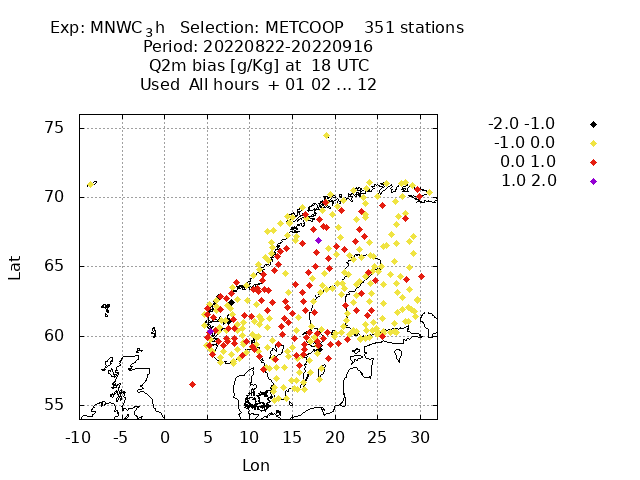 Exp: MNWC_3h   Selection: METCOOP    351 stations
Period: 20220822-20220916
Q2m bias [g/Kg] at  18 UTC
Used  All hours  + 01 02 ... 12
-2.0 -1.0
-1.0 0.0
0.0 1.0
1.0 2.0
75
70
65
60
55
Lat
-10 -5 0 5 10 15 20 25 30
Lon